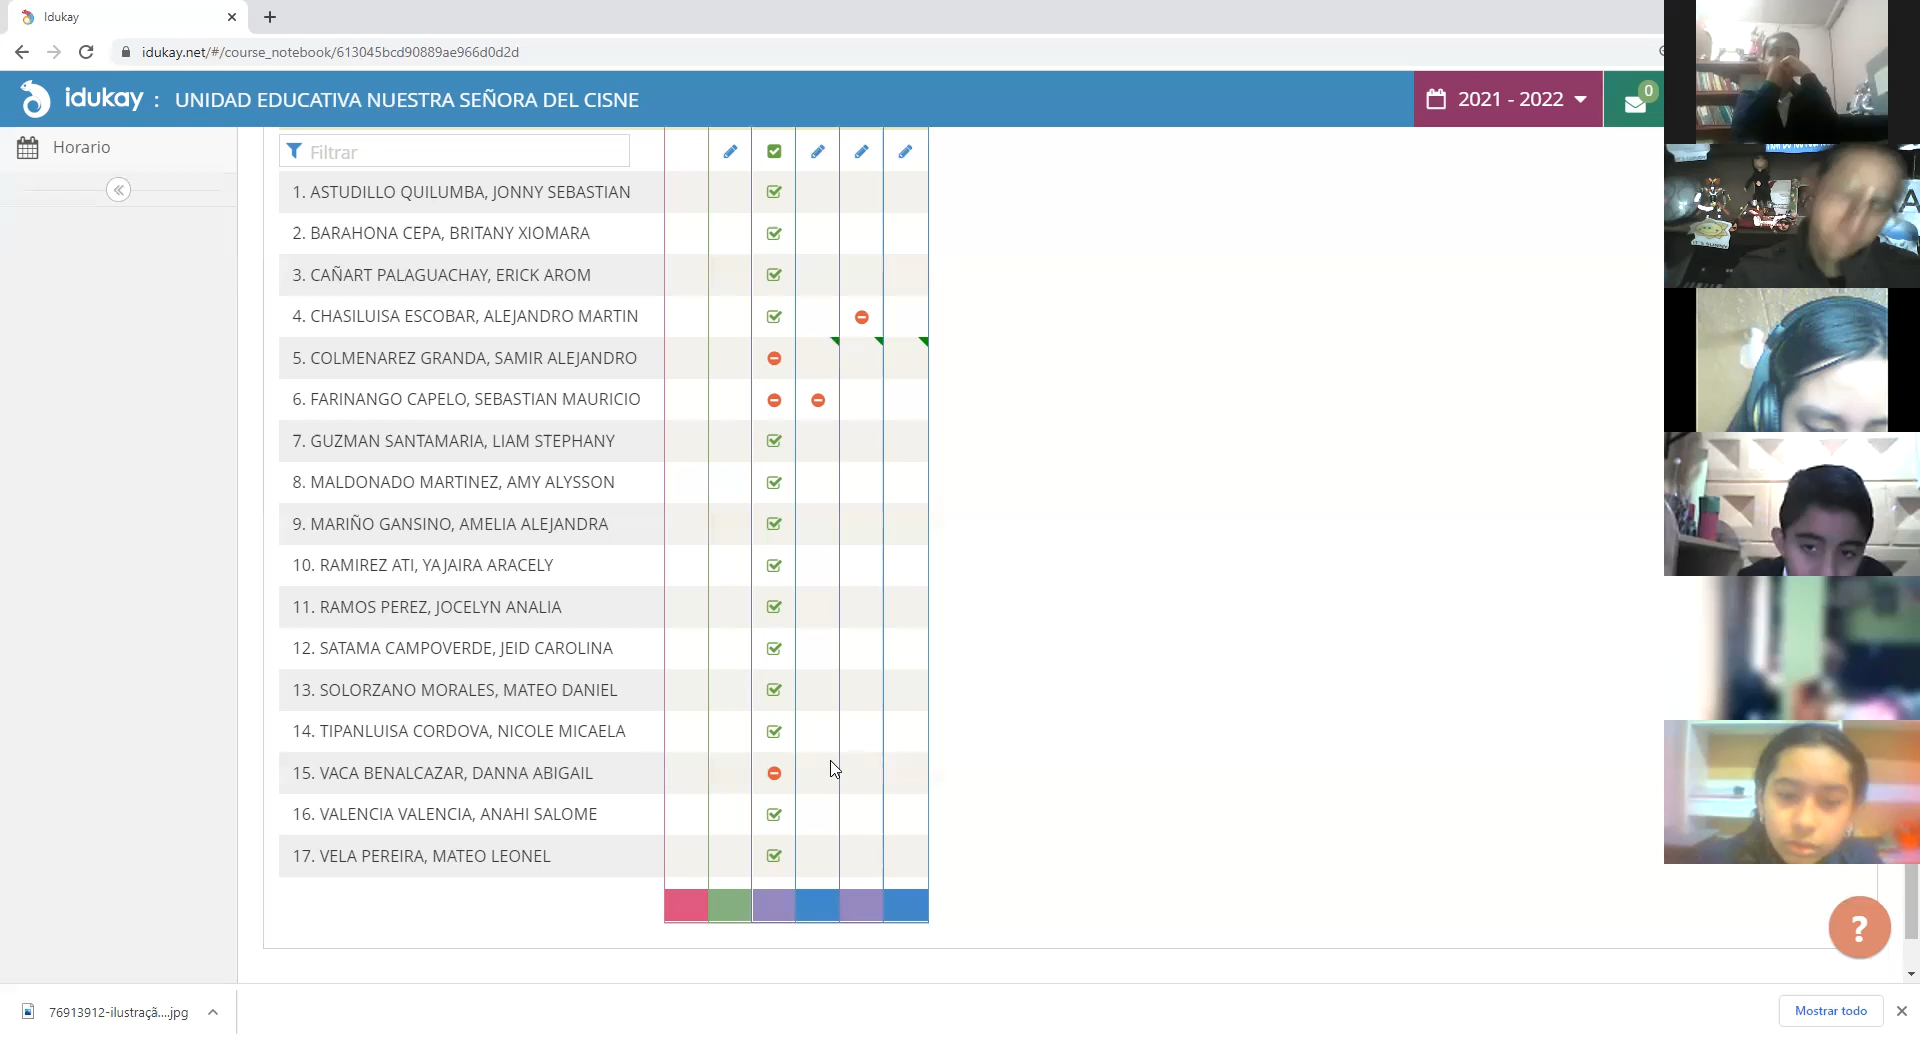 Idukay
idukay.net/#/course_notebook/613045bcd90889ae966d0d2d
idukay : UNIDAD EDUCATIVA NUESTRA SEÑORA DEL CISNE
2021 - 2022
0
Horario
Filtrar
1. ASTUDILLO QUILUMBA, JONNY SEBASTIAN
2. BARAHONA CEPA, BRITANY XIOMARA
3. CAÑART PALAGUACHAY, ERICK AROM
4. CHASILUISA ESCOBAR, ALEJANDRO MARTIN
5. COLMENAREZ GRANDA, SAMIR ALEJANDRO
6. FARINANGO CAPELO, SEBASTIAN MAURICIO
7. GUZMAN SANTAMARIA, LIAM STEPHANY
8. MALDONADO MARTINEZ, AMY ALYSSON
9. MARIÑO GANSINO, AMELIA ALEJANDRA
10. RAMIREZ ATI, YAJAIRA ARACELY
11. RAMOS PEREZ, JOCELYN ANALIA
12. SATAMA CAMPOVERDE, JEID CAROLINA
13. SOLORZANO MORALES, MATEO DANIEL
14. TIPANLUISA CORDOVA, NICOLE MICAELA
15. VACA BENALCAZAR, DANNA ABIGAIL
16. VALENCIA VALENCIA, ANAHI SALOME
17. VELA PEREIRA, MATEO LEONEL
?
76913912-ilustraçã....jpg
Mostrar todo